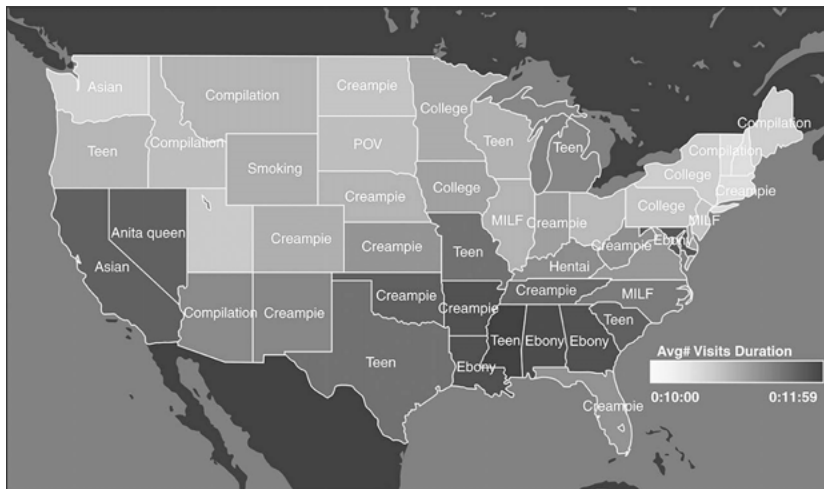 Asian
Compilation
Creampie
College
Teen
Compilation
Smoking
POV
Teen
Teen
Compilation
Compilation
College
Creampie
College
Creampie
College
MILF
Creampie
MILF
Anita queen
Asian
Creampie
Creampie
Teen
Hentai
Creampie
Ebony
Compilation
Creampie
Creampie
Creampie
Creampie
MILF
Teen
Teen
Ebony
Teen
Ebony
Ebony
Creampie
Avg# Visits Duration
0:10:00 0:11:59